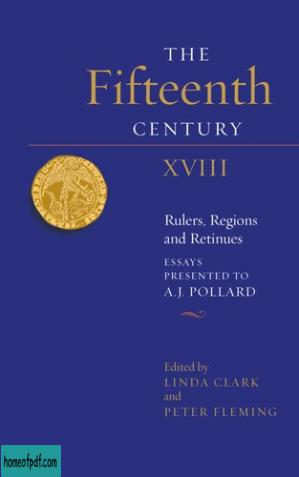 THE
Fifteenth
CENTURY
XVIII
Rulers, Regions
and Retinues
ESSAYS
PRESENTED TO
A.J. POLLARD
Edited by
LINDA CLARK
and
PETER FLEMING
homeofpdf.com